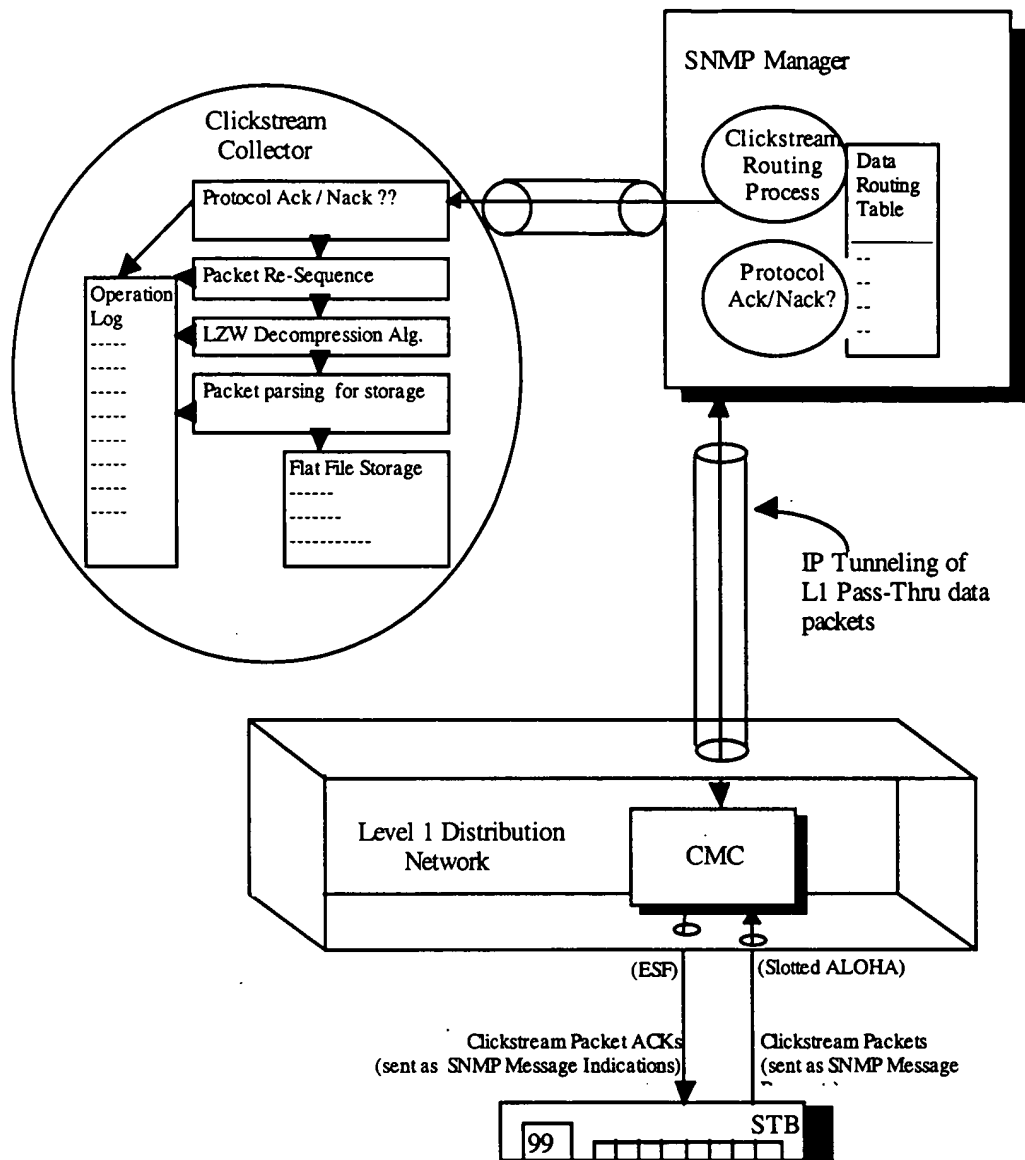 SNMP Manager
Clickstream
Routing
Process
Data
Routing
Table
--
--
--
--
Protocol
Ack/Nack?
Clickstream
Collector
Protocol Ack / Nack ??
Packet Re-Sequence
LZW Decompression Alg.
Packet parsing for storage
Operation
Log
-----
-----
-----
-----
-----
-----
-----
-----
Flat File Storage
------
-------
-----------
IP Tunneling of
L1 Pass-Thru data
packets
Level 1 Distribution
Network
CMC
(ESF)
(Slotted ALOHA)
Clickstream Packet ACKs
(sent as SNMP Message Indications)
Clickstream Packets
(sent as SNMP Message
STB
99